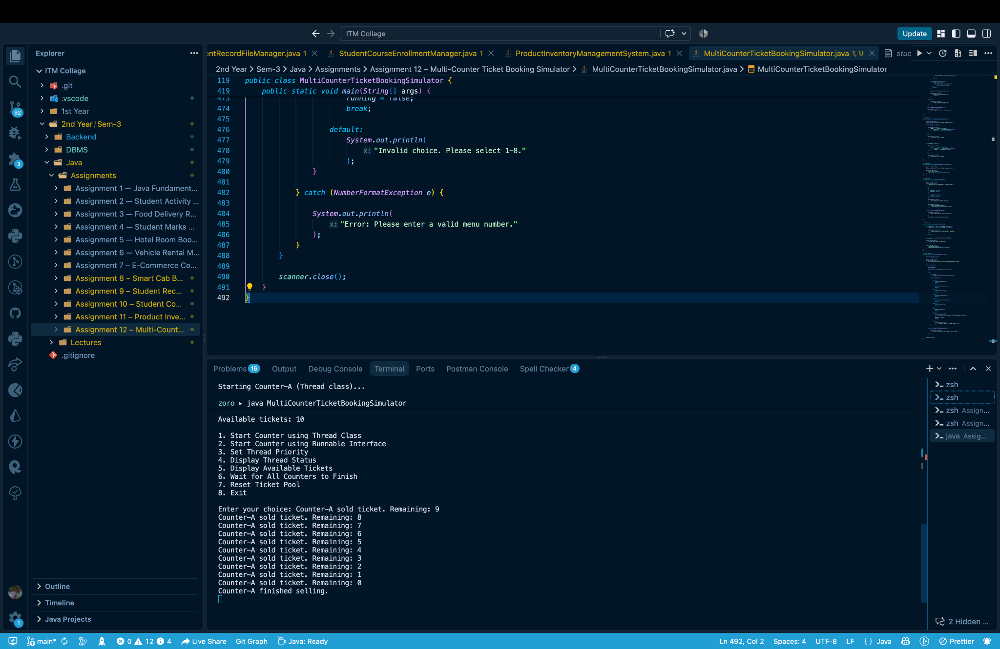 ITM Collage
Update
Explorer
ITM Collage
.git
.vscode
1st Year
2nd Year / Sem-3
Backend
DBMS
Java
Assignments
Assignment 1 — Java Fundament...
Assignment 2 — Student Activity ...
Assignment 3 — Food Delivery R...
Assignment 4 — Student Marks ...
Assignment 5 — Hotel Room Boo...
Assignment 6 — Vehicle Rental M...
Assignment 7 – E-Commerce Co...
Assignment 8 – Smart Cab B...
Assignment 9 – Student Rec...
Assignment 10 – Student Co...
Assignment 11 – Product Inve...
Assignment 12 – Multi-Count...
Lectures
.gitignore
Outline
Timeline
Java Projects
92
3
1
entRecordFileManager.java 1 StudentCourseEnrollmentManager.java 1 ProductInventoryManagementSystem.java 1 MultiCounterTicketBookingSimulator.java 1, U stud
2nd Year > Sem-3 > Java > Assignments > Assignment 12 – Multi-Counter Ticket Booking Simulator > MultiCounterTicketBookingSimulator.java > MultiCounterTicketBookingSimulator
119 public class MultiCounterTicketBookingSimulator {
419 public static void main(String[] args) {
473 running = false;
474 break;
475
476 default:
477 System.out.println(
478 x: "Invalid choice. Please select 1-8."
479 );
480 }
481
482 } catch (NumberFormatException e) {
483
484 System.out.println(
485 x: "Error: Please enter a valid menu number."
486 );
487 }
488 }
489
490 scanner.close();
491 }
492 }
Problems 16 Output Debug Console Terminal Ports Postman Console Spell Checker 4
Starting Counter-A (Thread class)...
zoro ▸ java MultiCounterTicketBookingSimulator
Available tickets: 10
1. Start Counter using Thread Class
2. Start Counter using Runnable Interface
3. Set Thread Priority
4. Display Thread Status
5. Display Available Tickets
6. Wait for All Counters to Finish
7. Reset Ticket Pool
8. Exit
Enter your choice: Counter-A sold ticket. Remaining: 9
Counter-A sold ticket. Remaining: 8
Counter-A sold ticket. Remaining: 7
Counter-A sold ticket. Remaining: 6
Counter-A sold ticket. Remaining: 5
Counter-A sold ticket. Remaining: 4
Counter-A sold ticket. Remaining: 3
Counter-A sold ticket. Remaining: 2
Counter-A sold ticket. Remaining: 1
Counter-A sold ticket. Remaining: 0
Counter-A finished selling.
zsh
zsh
zsh Assign...
zsh Assign...
java Assig...
2 Hidden ...
main* 0 12 4 Live Share Git Graph Java: Ready Ln 492, Col 2 Spaces: 4 UTF-8 LF { } Java Prettier